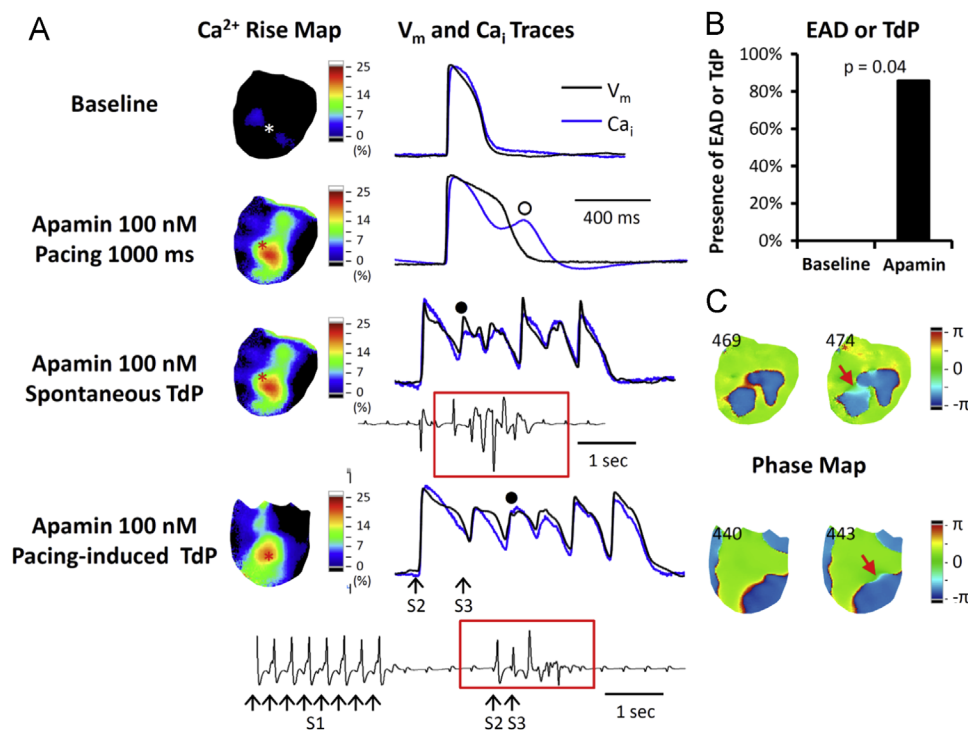 A
Ca2+ Rise Map
Vm and Cai Traces
Baseline
25
14
7
0
(%)
*
Vm
Cai
Apamin 100 nM
Pacing 1000 ms
25
14
7
0
(%)
*
400 ms
Apamin 100 nM
Spontaneous TdP
25
14
7
0
(%)
*
1 sec
Apamin 100 nM
Pacing-induced TdP
25
14
7
0
(%)
*
S2
S3
S1
S2
S3
1 sec
B
EAD or TdP
Presence of EAD or TdP
100%
80%
60%
40%
20%
0%
p = 0.04
Baseline
Apamin
C
469
474
π
0
-π
Phase Map
440
443
π
0
-π